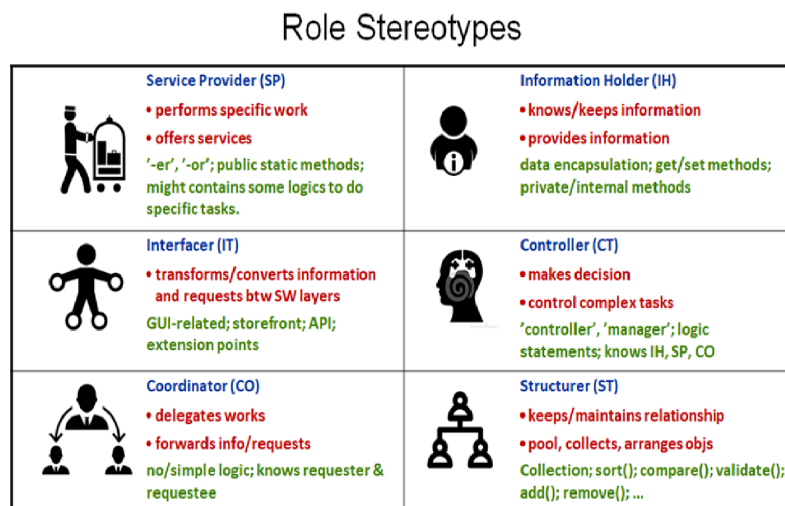 Role Stereotypes
Service Provider (SP)
• performs specific work
• offers services
'-er', '-or'; public static methods;
might contains some logics to do
specific tasks.
Information Holder (IH)
• knows/keeps information
• provides information
data encapsulation; get/set methods;
private/internal methods
Interfacer (IT)
• transforms/converts information
and requests btw SW layers
GUI-related; storefront; API;
extension points
Controller (CT)
• makes decision
• control complex tasks
'controller', 'manager'; logic
statements; knows IH, SP, CO
Coordinator (CO)
• delegates works
• forwards info/requests
no/simple logic; knows requester &
requestee
Structurer (ST)
• keeps/maintains relationship
• pool, collects, arranges objs
Collection; sort(); compare(); validate();
add(); remove(); ...